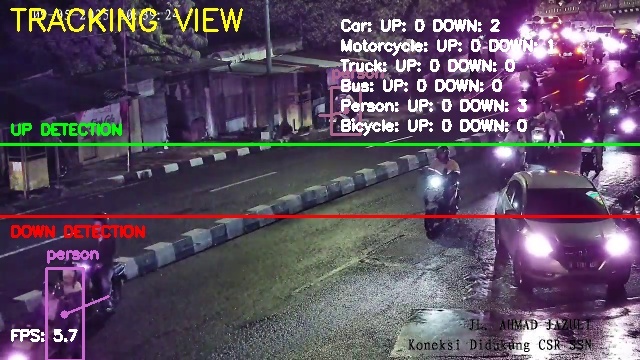 TRACKING VIEW
Car: UP: 0 DOWN: 2
Motorcycle: UP: 0 DOWN: 1
Truck: UP: 0 DOWN: 0
person
Bus: UP: 0 DOWN: 0
Person: UP: 0 DOWN: 3
Bicycle: UP: 0 DOWN: 0
UP DETECTION
DOWN DETECTION
person
FPS: 5.7
JL. AHMAD JAZULI
Koneksi Didukung CSR SSN